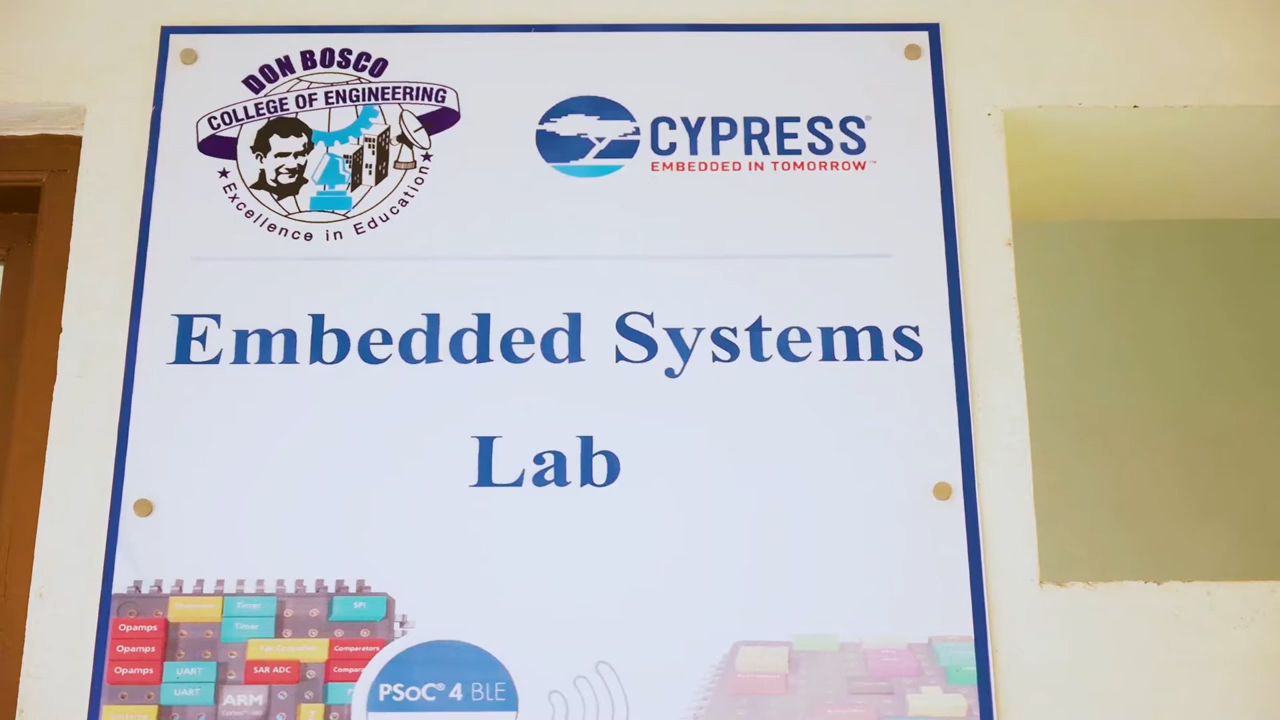 DON BOSCO
COLLEGE OF ENGINEERING
★ Excellence in Education ★
CYPRESS®
EMBEDDED IN TOMORROW™
Embedded Systems
Lab
Timer
SPI
Opamps
Timer
Opamps
Comparators
Opamps
UART
SAR ADC
UART
ARM
PSoC® 4 BLE